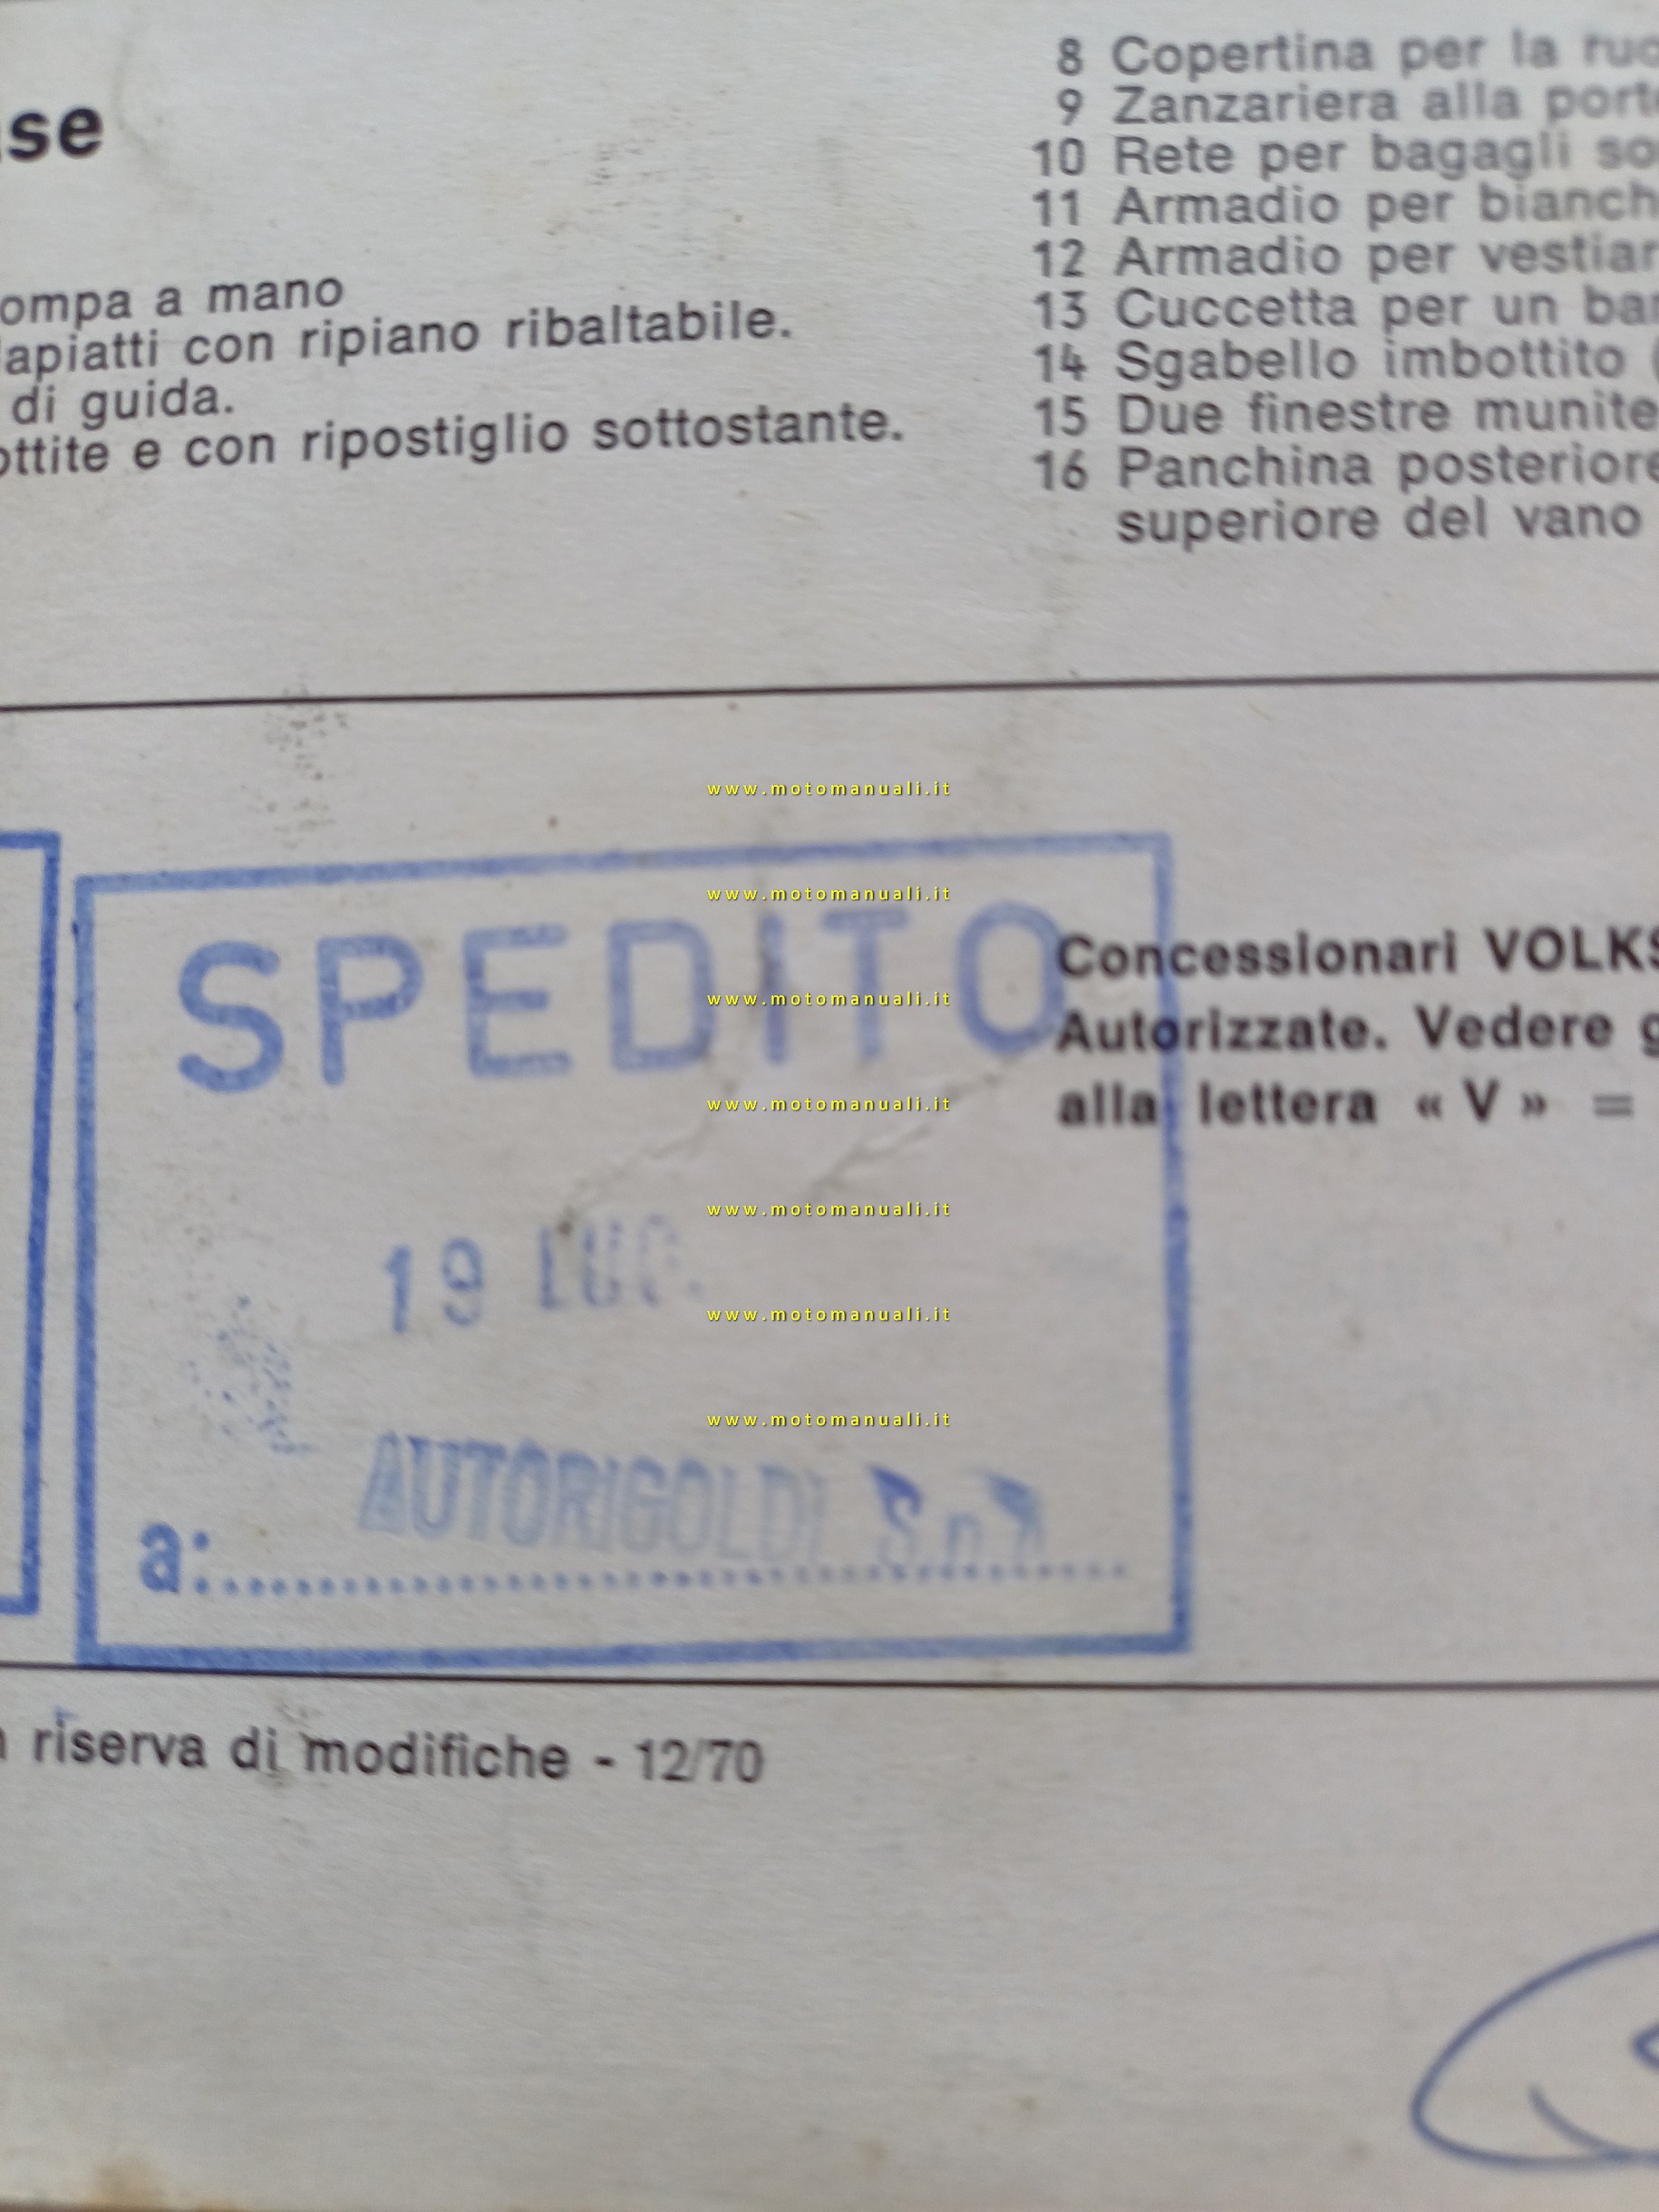 se
a mano
con ripiano ribaltabile.
di guida.
e con ripostiglio sottostante.
8 Copertina per la
9 Zanzariera alla
10 Rete per bagagli
11 Armadio per
12 Armadio per
13 Cuccetta per un
14 Sgabello imbottito
15 Due finestre munite
16 Panchina posteriore
superiore del vano
www.motomanuali.it
www.motomanuali.it
www.motomanuali.it
www.motomanuali.it
www.motomanuali.it
www.motomanuali.it
www.motomanuali.it
SPEDITO
19 LUG.
a: AUTORIGOLDI
Concessionari VOLKS
Autorizzate. Vedere
alla lettera « V » =
riserva di modifiche - 12/70